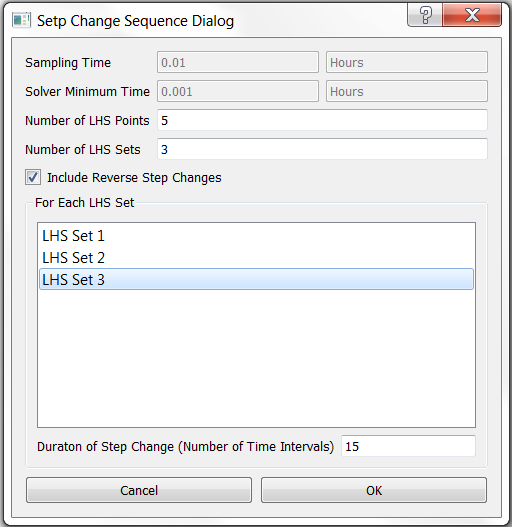 Setp Change Sequence Dialog
Sampling Time 0.01 Hours
Solver Minimum Time 0.001 Hours
Number of LHS Points 5
Number of LHS Sets 3
Include Reverse Step Changes
For Each LHS Set
LHS Set 1
LHS Set 2
LHS Set 3
Duraton of Step Change (Number of Time Intervals) 15
Cancel OK